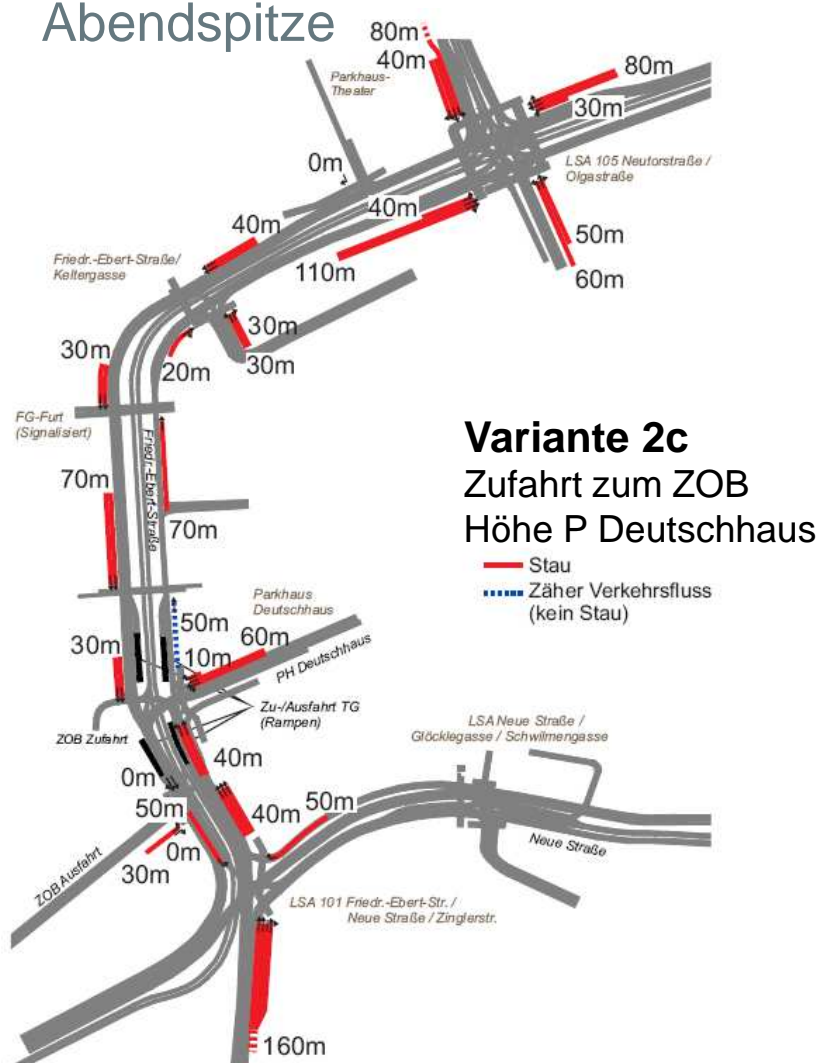 Abendspitze
80m
40m
80m
30m
Parkhaus-
Theater
0m
LSA 105 Neutorstraße /
Olgastraße
40m
40m
50m
110m
60m
Friedr.-Ebert-Straße/
Keltergasse
30m
30m
20m
30m
FG-Furt
(Signalisiert)
Friedr.-Ebert-Straße
70m
70m
Variante 2c
Zufahrt zum ZOB
Höhe P Deutschhaus
Stau
Zäher Verkehrsfluss
(kein Stau)
Parkhaus
Deutschhaus
50m
60m
30m
10m
PH Deutschhaus
Zu-/Ausfahrt TG
(Rampen)
ZOB Zufahrt
LSA Neue Straße /
Glöcklegasse / Schwilmengasse
40m
0m
50m
40m
50m
0m
30m
ZOB Ausfahrt
Neue Straße
LSA 101 Friedr.-Ebert-Str. /
Neue Straße / Zinglerstr.
160m